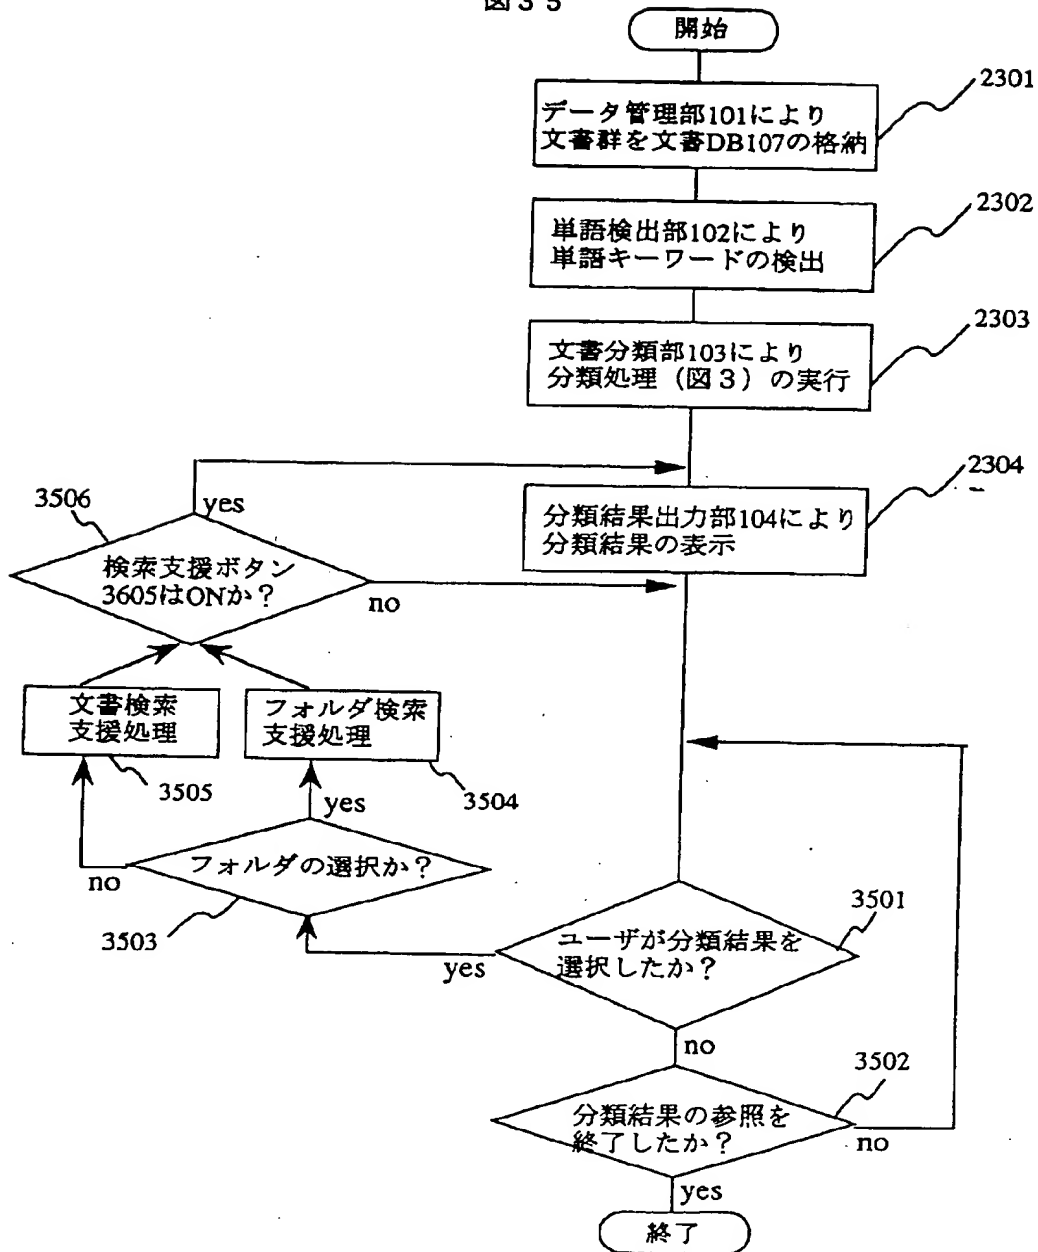 図35
開始
2301
データ管理部101により
文書群を文書DB107の格納
2302
単語検出部102により
単語キーワードの検出
2303
文書分類部103により
分類処理（図3）の実行
2304
分類結果出力部104により
分類結果の表示
3506
yes
検索支援ボタン
3605はONか？
no
文書検索
支援処理
フォルダ検索
支援処理
3505
3504
yes
フォルダの選択か？
no
3503
3501
ユーザが分類結果を
選択したか？
yes
no
3502
分類結果の参照を
終了したか？
no
yes
終了